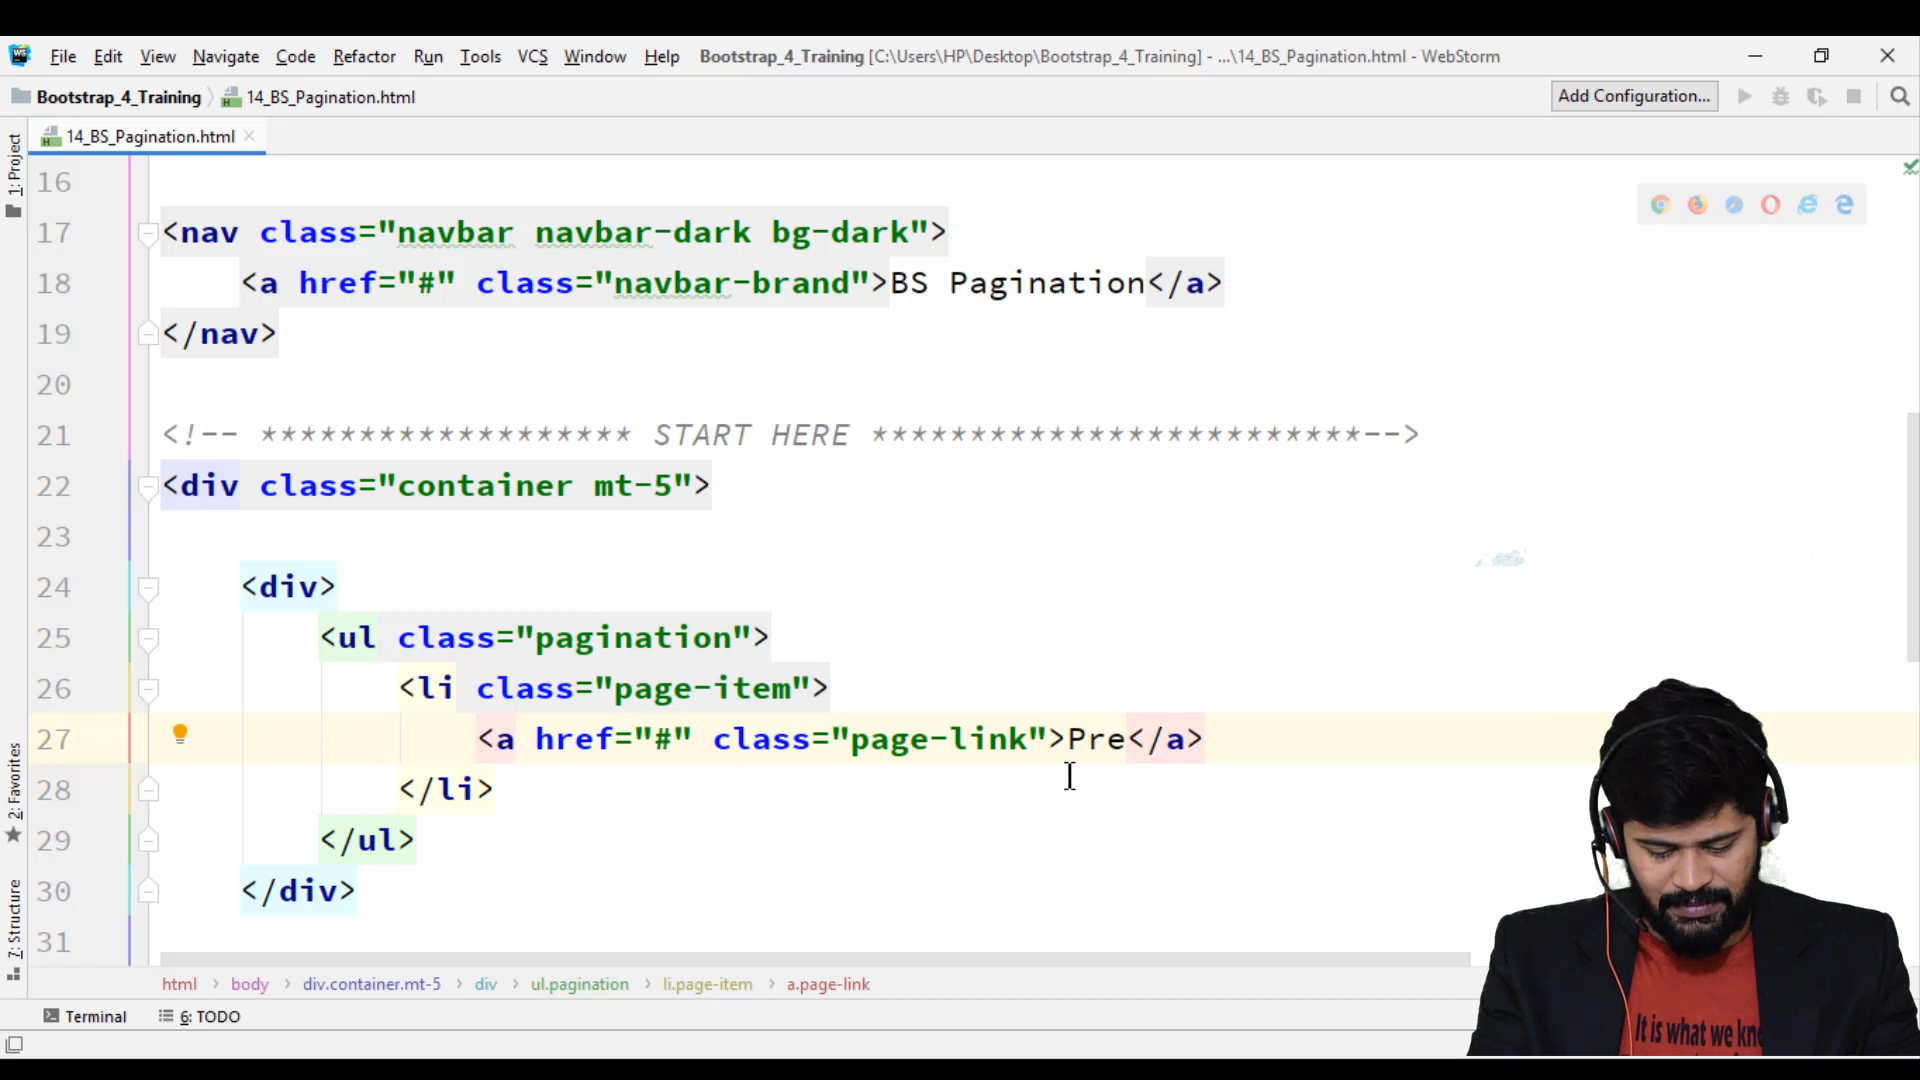 File Edit View Navigate Code Refactor Run Tools VCS Window Help Bootstrap_4_Training [C:\Users\HP\Desktop\Bootstrap_4_Training] - ...\14_BS_Pagination.html - WebStorm
Bootstrap_4_Training 14_BS_Pagination.html Add Configuration...
14_BS_Pagination.html
1: Project
2: Favorites
7: Structure
16
17 <nav class="navbar navbar-dark bg-dark">
18 <a href="#" class="navbar-brand">BS Pagination</a>
19 </nav>
20
21 <!-- ******************* START HERE *************************-->
22 <div class="container mt-5">
23
24 <div>
25 <ul class="pagination">
26 <li class="page-item">
27 <a href="#" class="page-link">Pre</a>
28 </li>
29 </ul>
30 </div>
31
html body div.container.mt-5 div ul.pagination li.page-item a.page-link
Terminal 6: TODO
It is what we